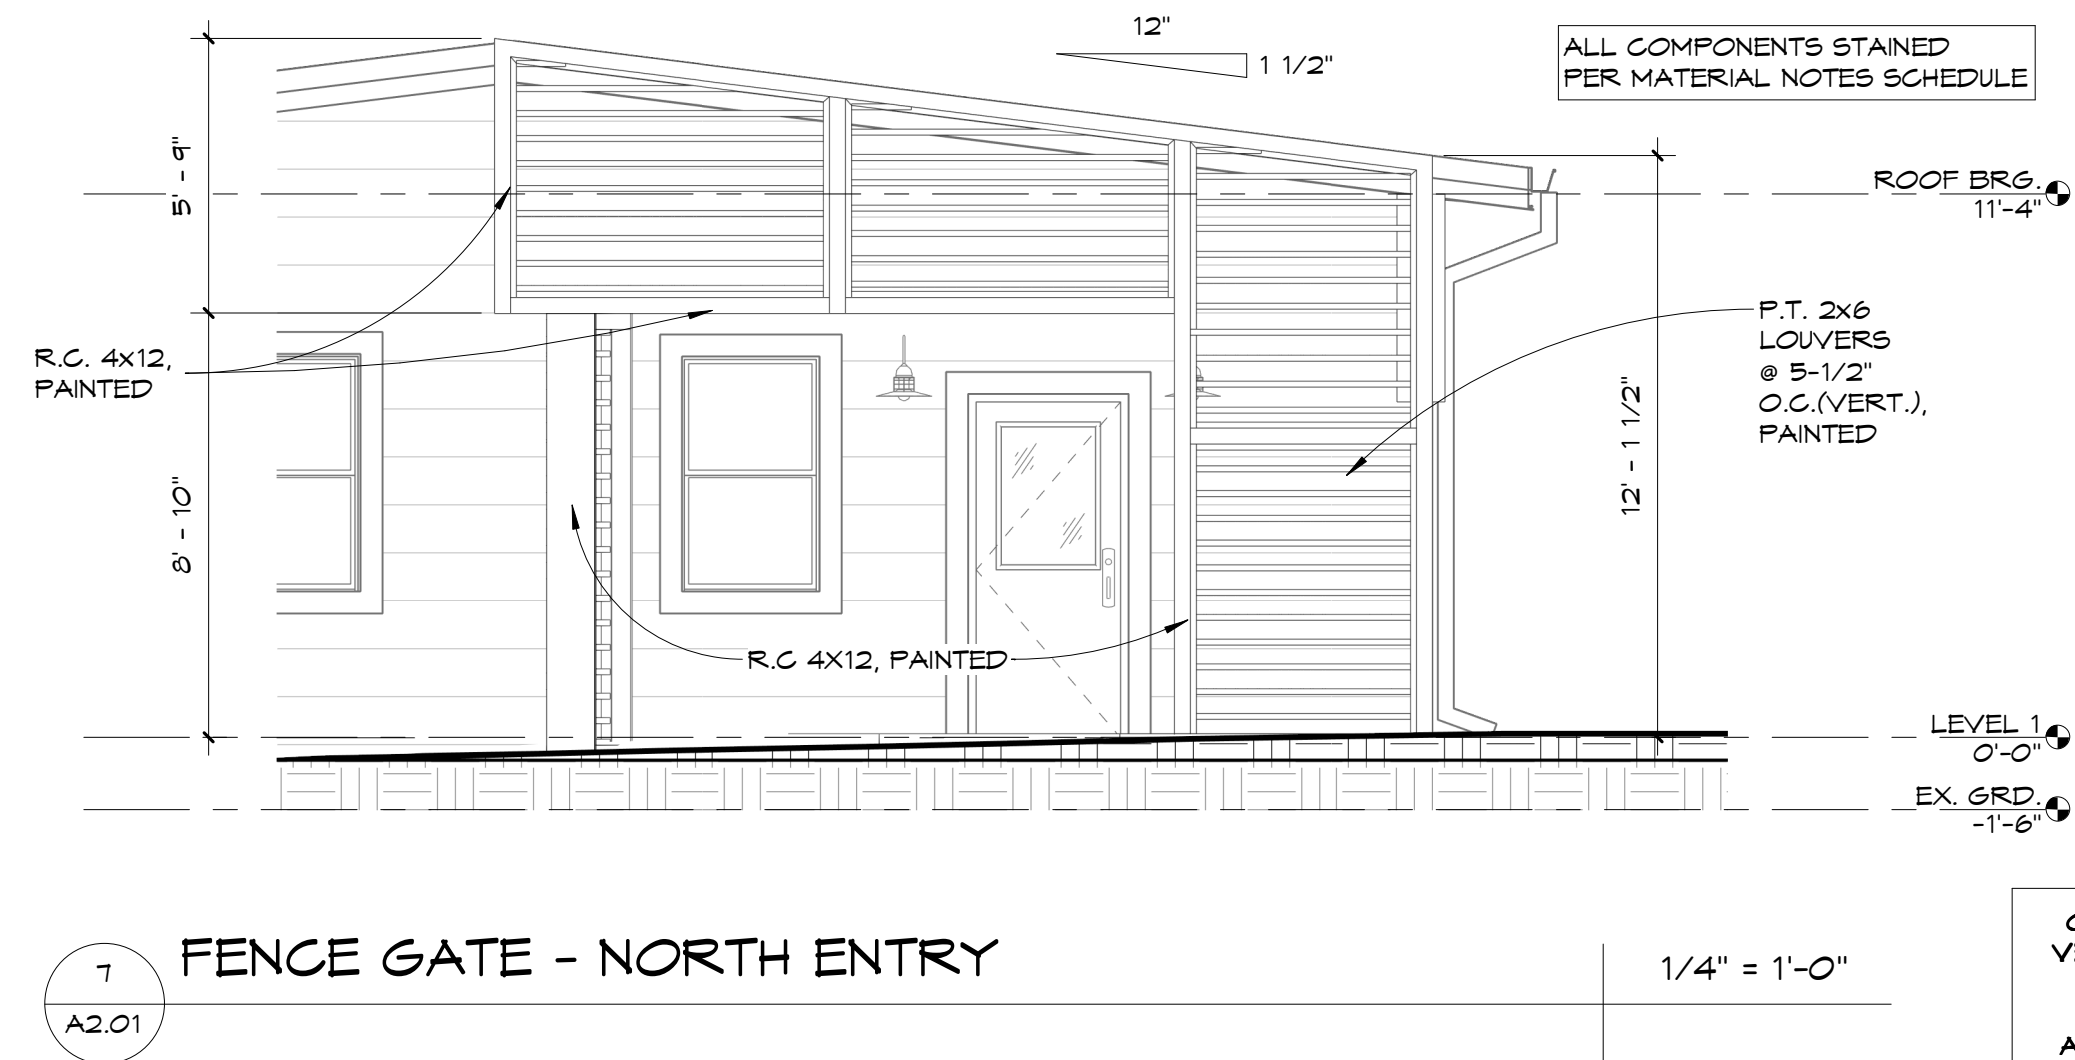 12"
1 1/2"
ALL COMPONENTS STAINED
PER MATERIAL NOTES SCHEDULE
5' - 9"
ROOF BRG.
11'-4"
R.C. 4X12,
PAINTED
P.T. 2x6
LOUVERS
@ 5-1/2"
O.C.(VERT.),
PAINTED
8' - 10"
12' - 1 1/2"
R.C 4X12, PAINTED
LEVEL 1
0'-0"
EX. GRD.
-1'-6"
7
A2.01
FENCE GATE - NORTH ENTRY
1/4" = 1'-0"